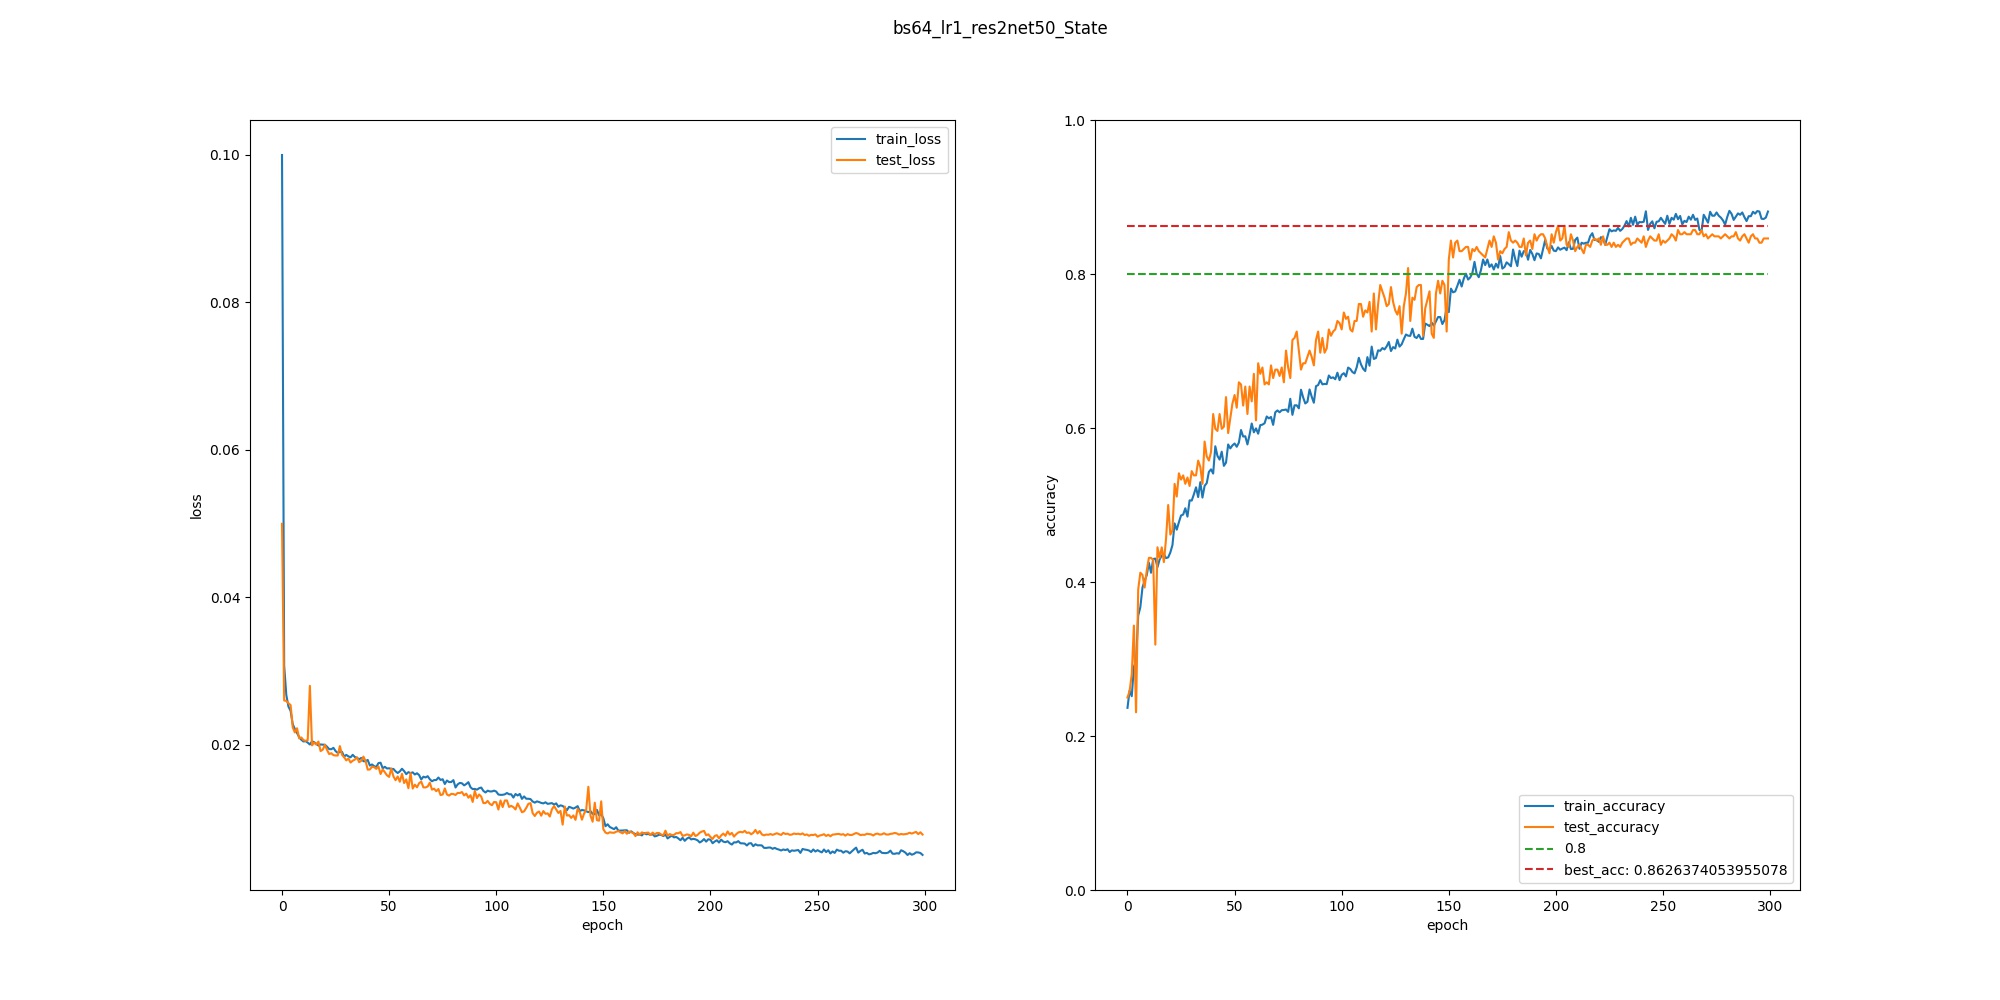 bs64_lr1_res2net50_State
train_loss
test_loss
0.10
0.08
0.06
0.04
0.02
loss
0 50 100 150 200 250 300
epoch
1.0
0.8
0.6
0.4
0.2
0.0
accuracy
train_accuracy
test_accuracy
0.8
best_acc: 0.8626374053955078
0 50 100 150 200 250 300
epoch